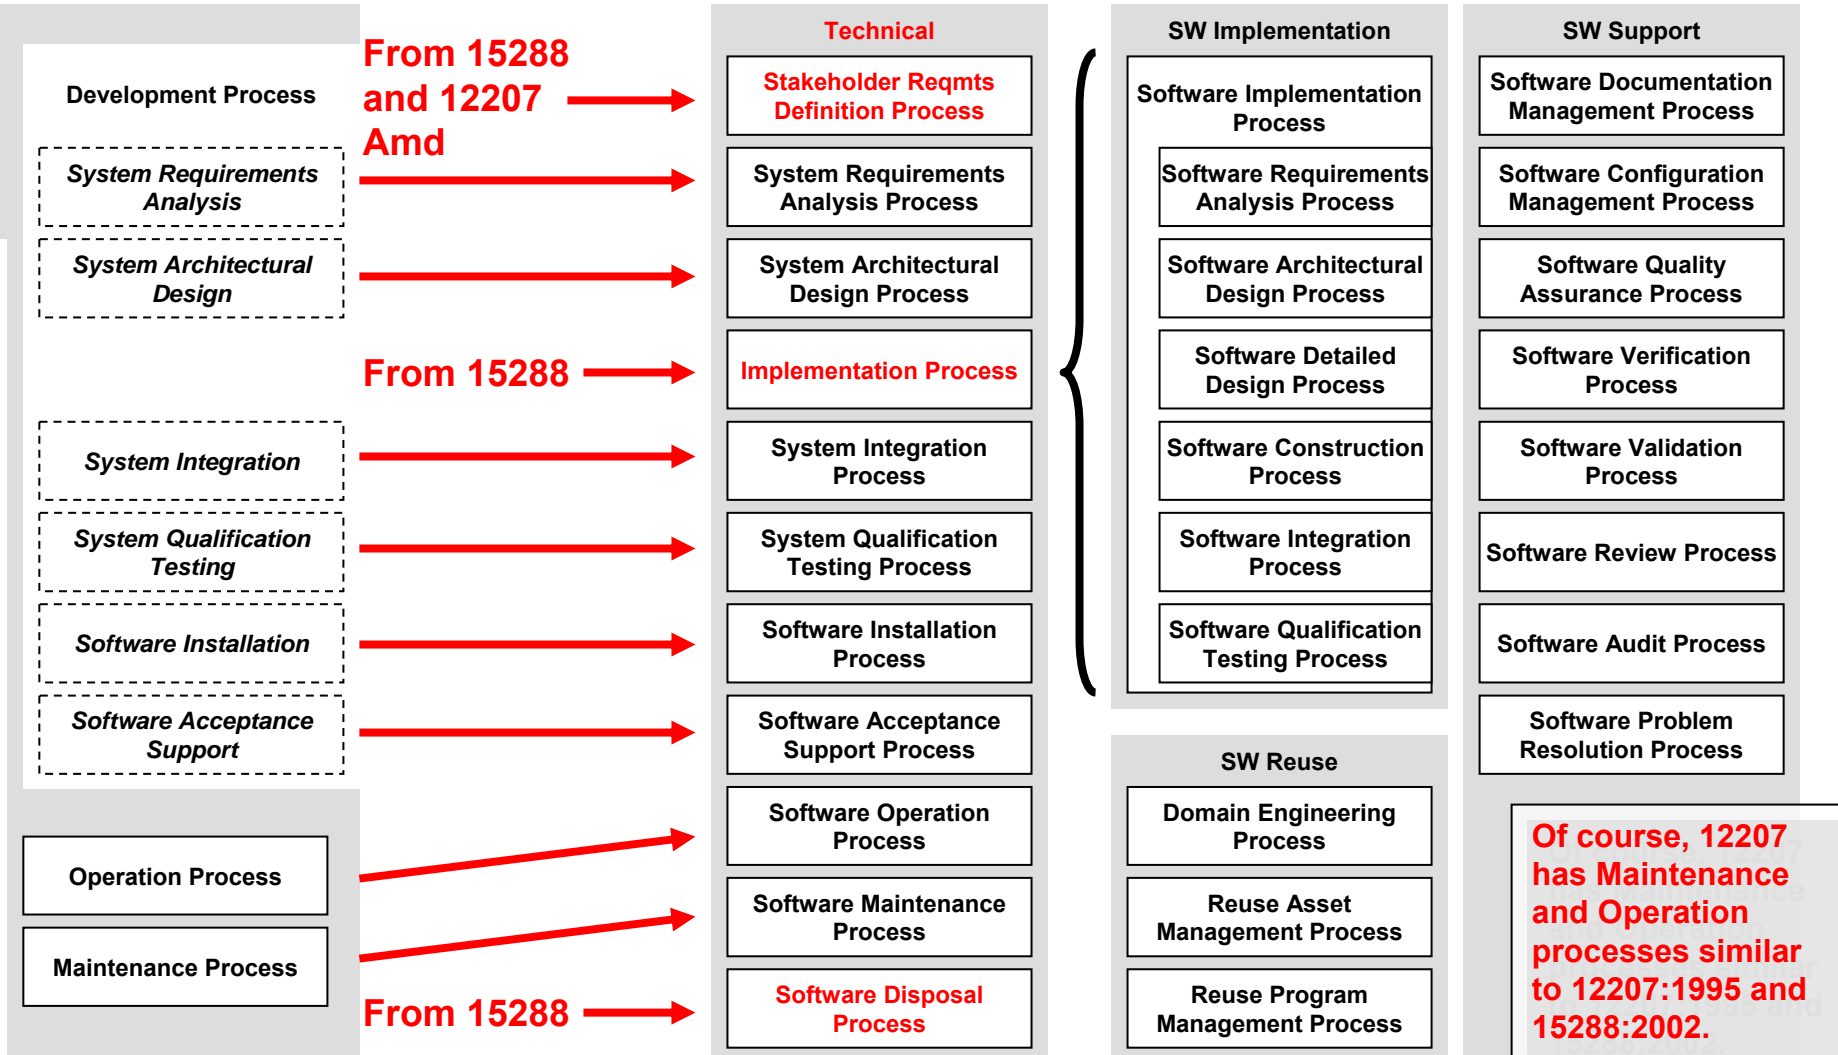 Development Process
System Requirements
Analysis
System Architectural
Design
System Integration
System Qualification
Testing
Software Installation
Software Acceptance
Support
Operation Process
Maintenance Process
From 15288
and 12207
Amd
From 15288
From 15288
Technical
Stakeholder Reqmts
Definition Process
System Requirements
Analysis Process
System Architectural
Design Process
Implementation Process
System Integration
Process
System Qualification
Testing Process
Software Installation
Process
Software Acceptance
Support Process
Software Operation
Process
Software Maintenance
Process
Software Disposal
Process
SW Implementation
Software Implementation
Process
Software Requirements
Analysis Process
Software Architectural
Design Process
Software Detailed
Design Process
Software Construction
Process
Software Integration
Process
Software Qualification
Testing Process
SW Reuse
Domain Engineering
Process
Reuse Asset
Management Process
Reuse Program
Management Process
SW Support
Software Documentation
Management Process
Software Configuration
Management Process
Software Quality
Assurance Process
Software Verification
Process
Software Validation
Process
Software Review Process
Software Audit Process
Software Problem
Resolution Process
Of course, 12207
has Maintenance
and Operation
processes similar
to 12207:1995 and
15288:2002.